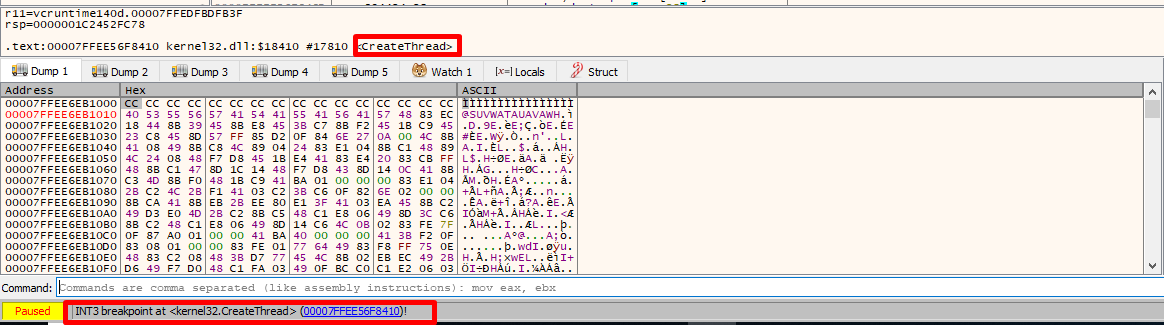 r11=vcruntime140d.00007FFEDFBDFB3F
rsp=0000001C2452FC78
.text:00007FFEE56F8410 kernel32.dll:$18410 #17810 <CreateThread>
Dump 1 Dump 2 Dump 3 Dump 4 Dump 5 Watch 1 [x=] Locals Struct
Address Hex ASCII
00007FFEE6EB1000 CC CC CC CC CC CC CC CC CC CC CC CC CC CC CC CC ÌÌÌÌÌÌÌÌÌÌÌÌÌÌÌÌ
00007FFEE6EB1010 40 53 55 56 57 41 54 41 55 41 56 41 57 48 83 EC @SUVWATAUAVAWH.ì
00007FFEE6EB1020 18 44 8B 39 45 8B E8 45 3B C7 8B F2 45 1B C9 45 .D.9E.èE;Ç.òE.ÉE
00007FFEE6EB1030 23 C8 45 8D 57 FF 85 D2 0F 84 6E 27 0A 00 4C 8B #ÈE.Wÿ.Ò..n'..L.
00007FFEE6EB1040 41 08 49 8B C8 4C 89 04 24 83 E1 04 8B C1 48 89 A.I.ÈL..$.á..ÁH.
00007FFEE6EB1050 4C 24 08 48 F7 D8 45 1B E4 41 83 E4 20 83 CB FF L$.H÷ØE.äA.ä .Ëÿ
00007FFEE6EB1060 48 8B C1 47 8D 1C 14 48 F7 D8 43 8D 14 0C 41 8B H.ÁG...H÷ØC...A.
00007FFEE6EB1070 C3 4D 8B F0 48 1B C9 41 BA 01 00 00 00 83 E1 04 ÃM.ðH.ÉAº.....á.
00007FFEE6EB1080 2B C2 4C 2B F1 41 03 C2 3B C6 0F 82 6E 02 00 00 +ÂL+ñA.Â;Æ..n...
00007FFEE6EB1090 8B CA 41 8B EB 2B EE 80 E1 3F 41 03 EA 45 8B C2 .ÊA.ë+î.á?A.êE.Â
00007FFEE6EB10A0 49 D3 E0 4D 2B C2 8B C5 48 C1 E8 06 49 8D 3C C6 IÓàM+Â.ÅHÁè.I.<Æ
00007FFEE6EB10B0 8B C2 48 C1 E8 06 49 8D 14 C6 4C 0B 02 83 FE 7F .ÂHÁè.I..ÆL...þ.
00007FFEE6EB10C0 0F 87 A0 01 00 00 41 BA 40 00 00 00 41 3B F2 0F .. ...Aº@...A;ò.
00007FFEE6EB10D0 83 08 01 00 00 83 FE 01 77 64 49 83 F8 FF 75 0E ......þ.wdI.øÿu.
00007FFEE6EB10E0 48 83 C2 08 48 3B D7 77 45 4C 8B 02 EB EC 49 2B H.Â.H;×wEL..ëìI+
00007FFEE6EB10F0 D6 49 F7 D0 48 C1 FA 03 49 0F BC C0 C1 E2 06 03 ÖI÷ÐHÁú.I.¼ÀÁâ..
Command: Commands are comma separated (like assembly instructions): mov eax, ebx
Paused INT3 breakpoint at <kernel32.CreateThread> (00007FFEE56F8410)!